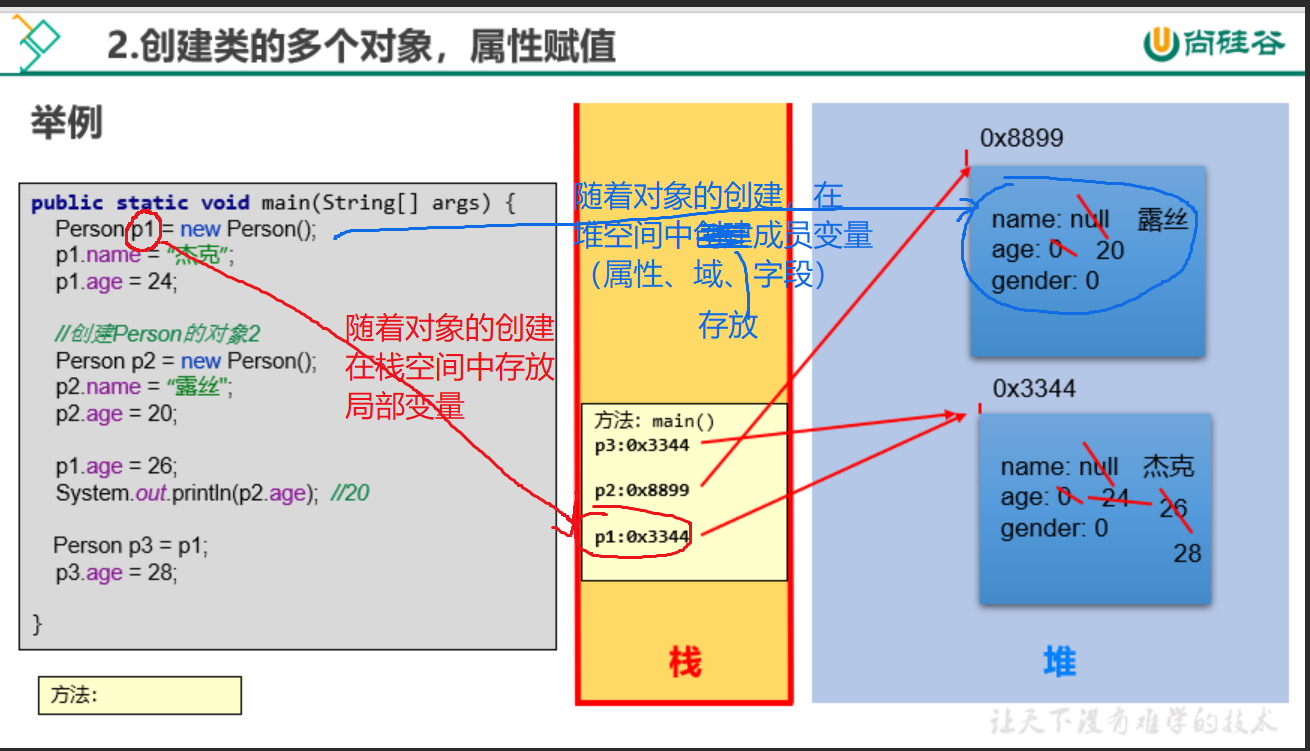 2.创建类的多个对象，属性赋值
尚硅谷
举例
public static void main(String[] args) {
Person p1 = new Person();
p1.name = “杰克”;
p1.age = 24;
//创建Person的对象2
Person p2 = new Person();
p2.name = “露丝";
p2.age = 20;
p1.age = 26;
System.out.println(p2.age); //20
Person p3 = p1;
p3.age = 28;
}
方法:
随着对象的创建
在栈空间中存放
局部变量
随着对象的创建，在
堆空间中创建成员变量
（属性、域、字段）
存放
方法: main()
p3:0x3344
p2:0x8899
p1:0x3344
栈
0x8899
name: null 露丝
age: 0 20
gender: 0
0x3344
name: null 杰克
age: 0 24 26
gender: 0
28
堆
让天下没有难学的技术